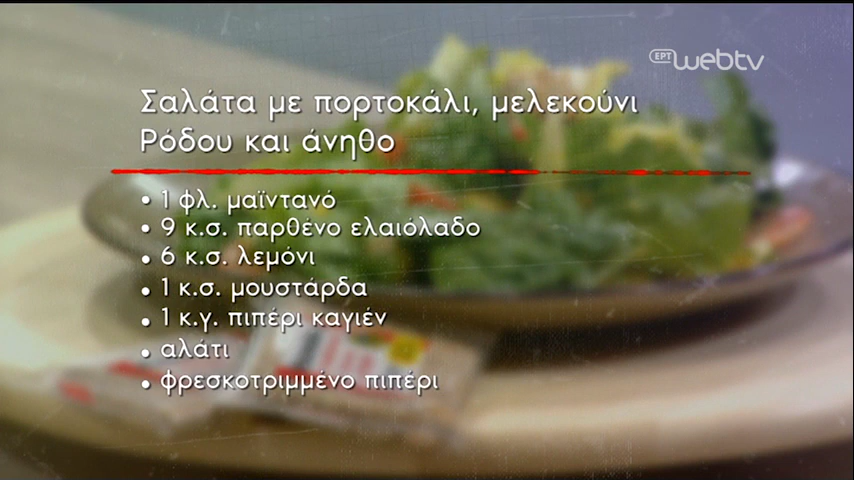 ΕΡΤ webtv
Σαλάτα με πορτοκάλι, μελεκούνι
Ρόδου και άνηθο
• 1 φλ. μαϊντανό
• 9 κ.σ. παρθένο ελαιόλαδο
• 6 κ.σ. λεμόνι
• 1 κ.σ. μουστάρδα
• 1 κ.γ. πιπέρι καγιέν
• αλάτι
• φρεσκοτριμμένο πιπέρι